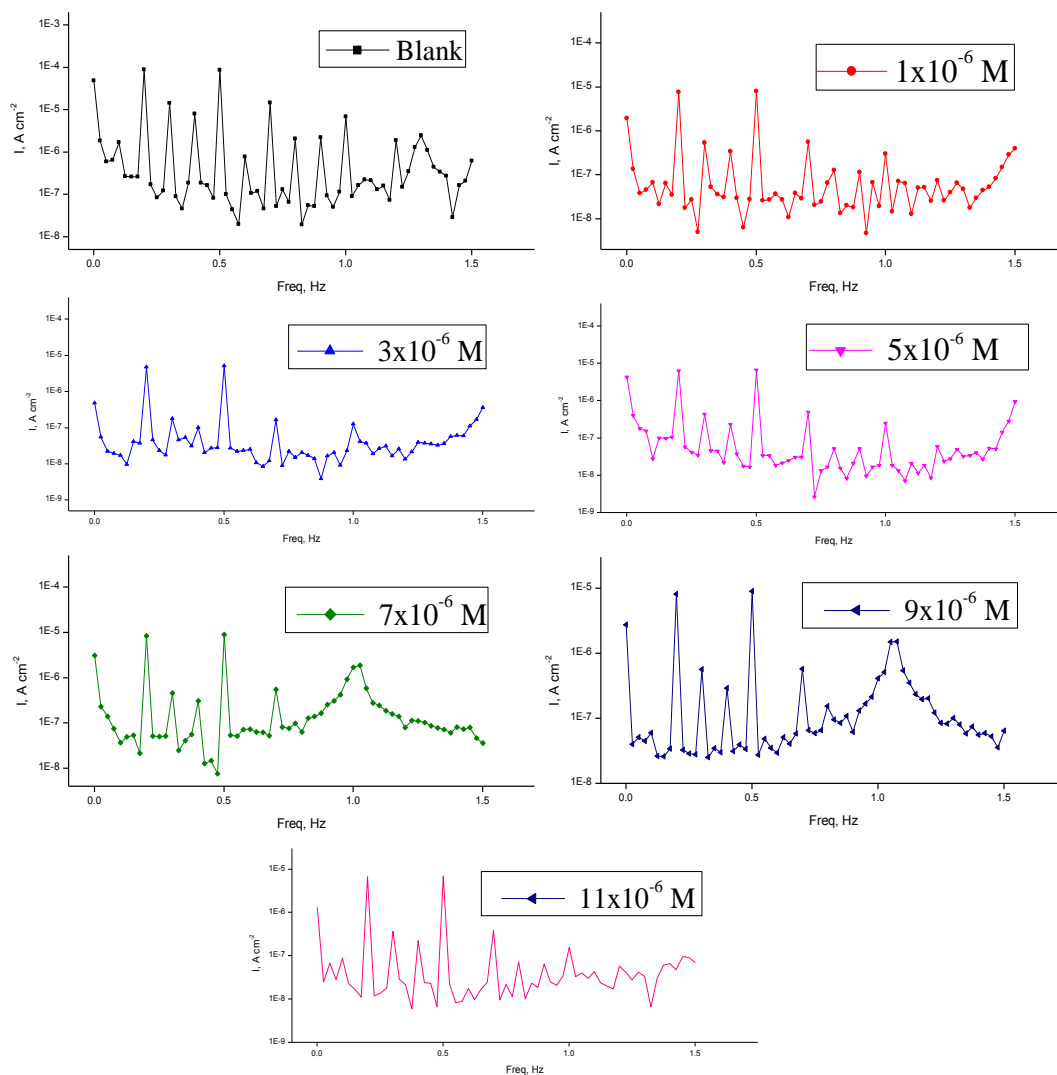 Blank
1E-3
1E-4
1E-5
1E-6
1E-7
1E-8
I, A cm-2
0.0 0.5 1.0 1.5
Freq, Hz
1x10-6 M
1E-4
1E-5
1E-6
1E-7
1E-8
I, A cm-2
0.0 0.5 1.0 1.5
Freq, Hz
3x10-6 M
1E-4
1E-5
1E-6
1E-7
1E-8
1E-9
I, A cm-2
0.0 0.5 1.0 1.5
Freq, Hz
5x10-6 M
1E-4
1E-5
1E-6
1E-7
1E-8
1E-9
I, A cm-2
0.0 0.5 1.0 1.5
Freq, Hz
7x10-6 M
1E-4
1E-5
1E-6
1E-7
1E-8
I, A cm-2
0.0 0.5 1.0 1.5
Freq, Hz
9x10-6 M
1E-5
1E-6
1E-7
1E-8
I, A cm-2
0.0 0.5 1.0 1.5
Freq, Hz
11x10-6 M
1E-5
1E-6
1E-7
1E-8
1E-9
I, A cm-2
0.0 0.5 1.0 1.5
Freq, Hz